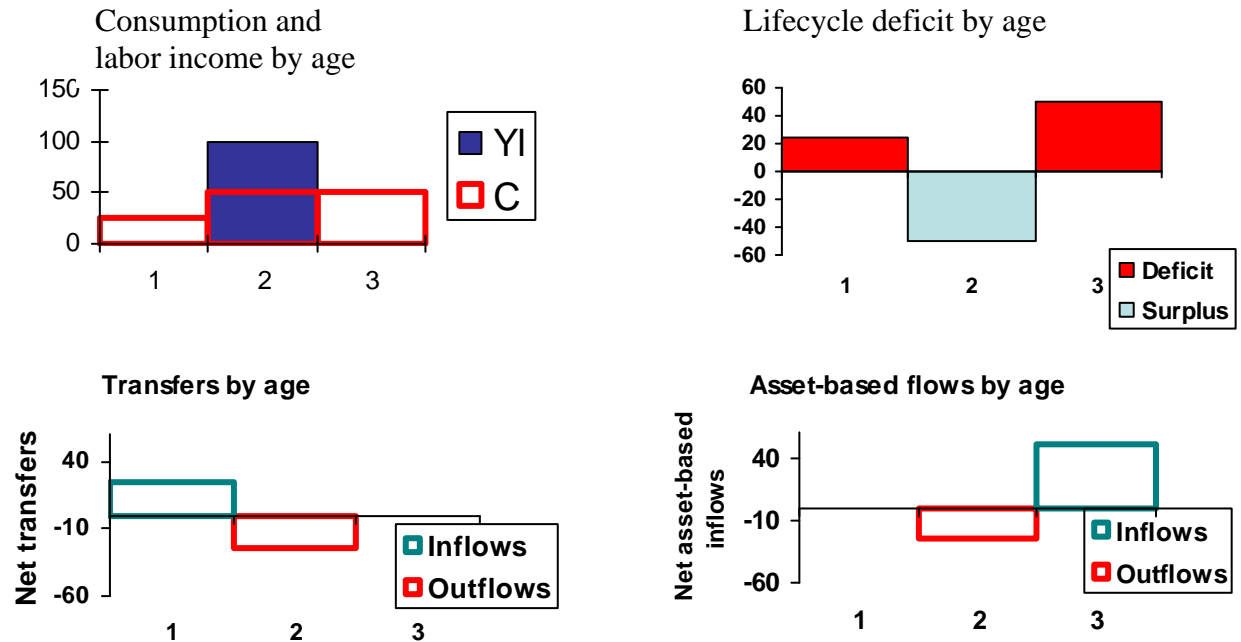 Consumption and
labor income by age
150
100
50
0
1 2 3
Yl
C
Lifecycle deficit by age
60
40
20
0
-20
-40
-60
1 2 3
Deficit
Surplus
Transfers by age
Net transfers
40
-10
-60
1 2 3
Inflows
Outflows
Asset-based flows by age
Net asset-based
inflows
40
-10
-60
1 2 3
Inflows
Outflows